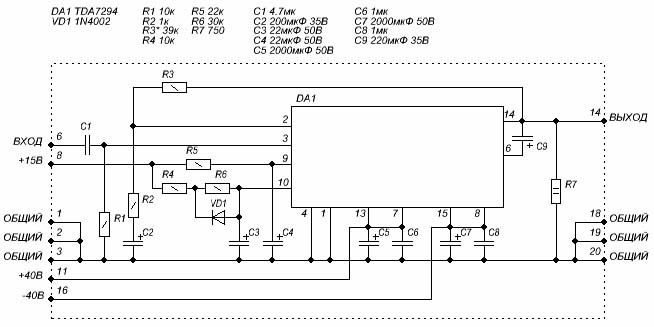 DA1 TDA7294 R1 10к R5 22к C1 4.7мк C6 1мк
VD1 1N4002 R2 1к R6 30к C2 200мкФ 35В C7 2000мкФ 50В
R3* 39к R7 750 C3 22мкФ 50В C8 1мк
R4 10к C4 22мкФ 50В C9 220мкФ 35В
C5 2000мкФ 50В
R3
DA1
2 14 14 ВЫХОД
ВХОД 6 C1 3
+15В 8 R5 9 6 C9
R4 R6 10 R7
VD1
ОБЩИЙ 1 R1 R2 4 1 13 7 15 8 18 ОБЩИЙ
ОБЩИЙ 2 C2 C3 C4 C5 C6 C7 C8 19 ОБЩИЙ
ОБЩИЙ 3 20 ОБЩИЙ
+40В 11
-40В 16